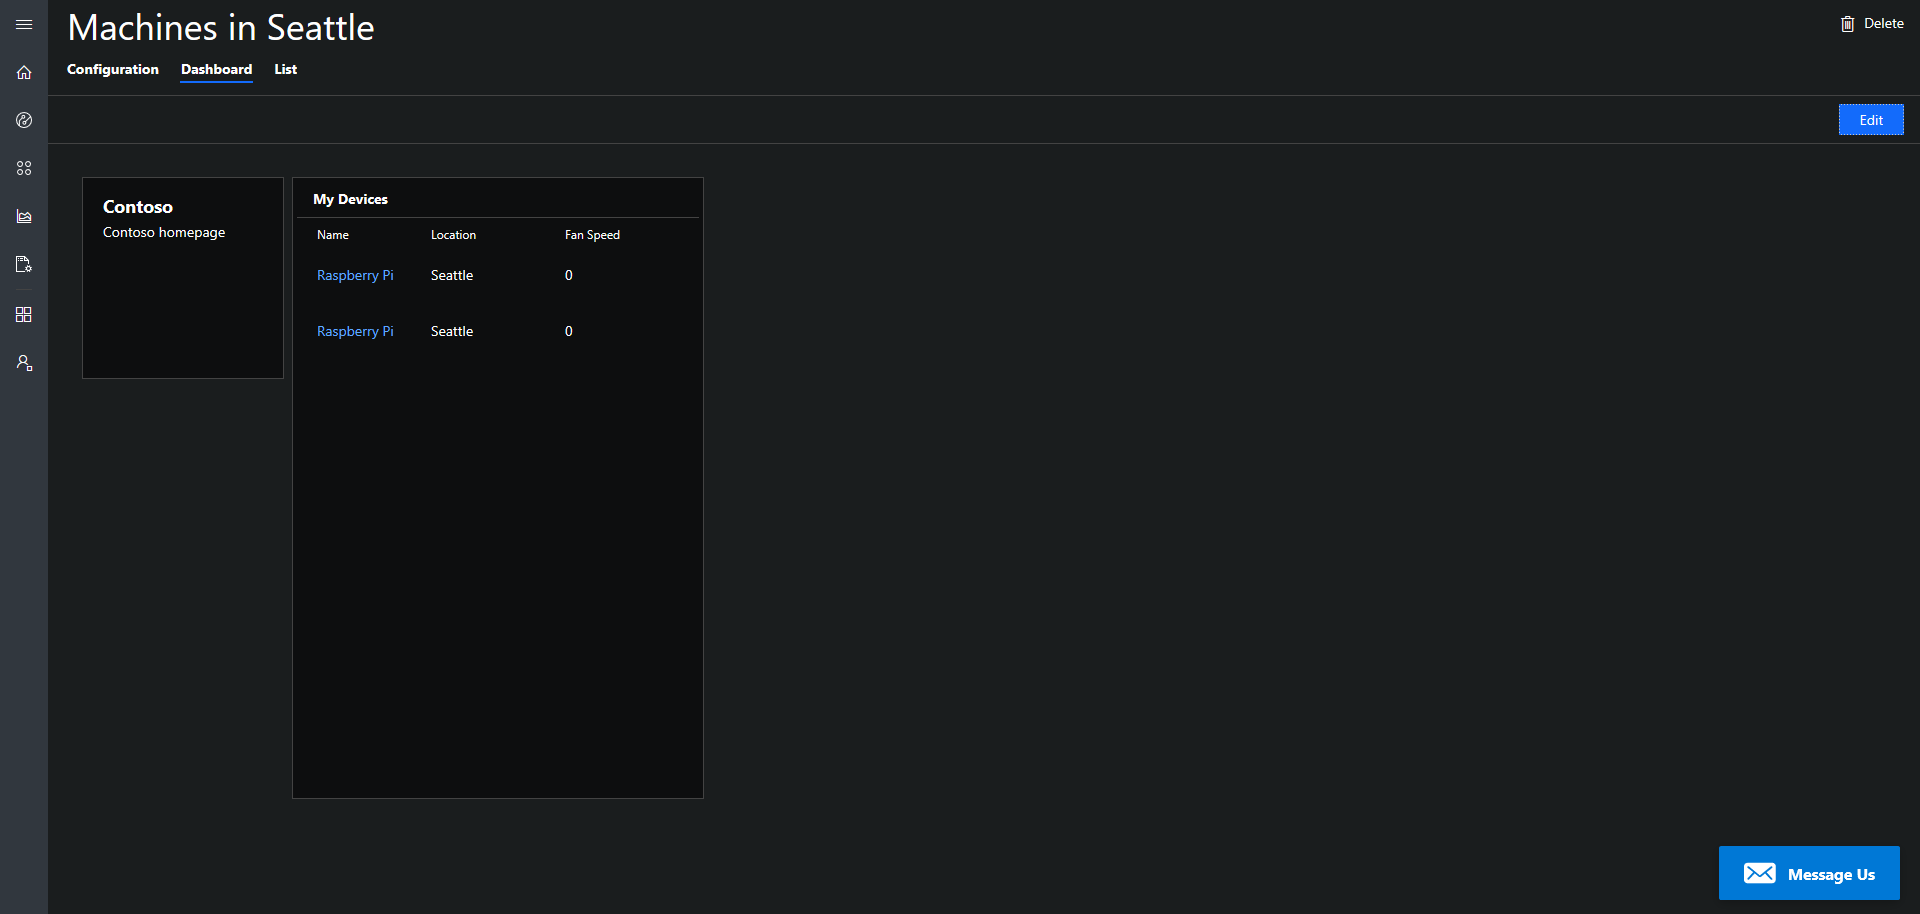 Machines in Seattle
Delete
Configuration Dashboard List
Edit
Contoso
Contoso homepage
My Devices
Name Location Fan Speed
Raspberry Pi Seattle 0
Raspberry Pi Seattle 0
Message Us